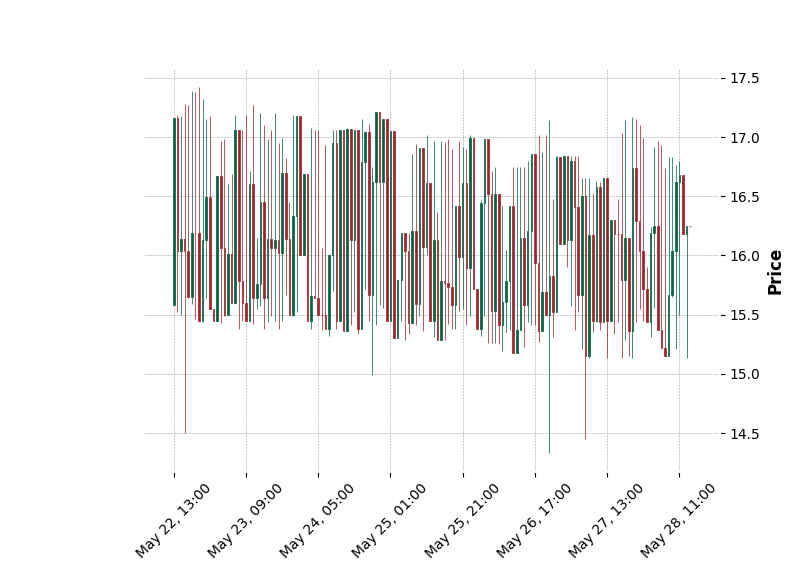 17.5
17.0
16.5
16.0
15.5
15.0
14.5
Price
May 22, 13:00
May 23, 09:00
May 24, 05:00
May 25, 01:00
May 25, 21:00
May 26, 17:00
May 27, 13:00
May 28, 11:00